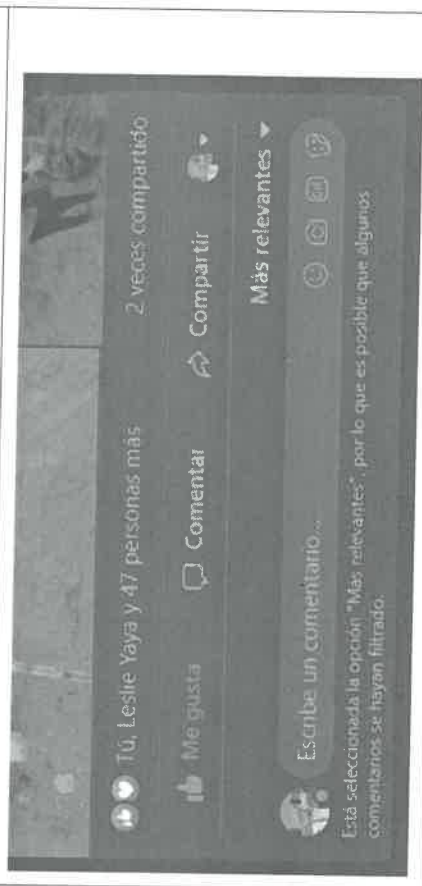 Tú, Leslie Yaya y 47 personas más 2 veces compartido
Me gusta Comentar Compartir
Más relevantes
Escribe un comentario...
GIF
Está seleccionada la opción "Más relevantes", por lo que es posible que algunos
comentarios se hayan filtrado.